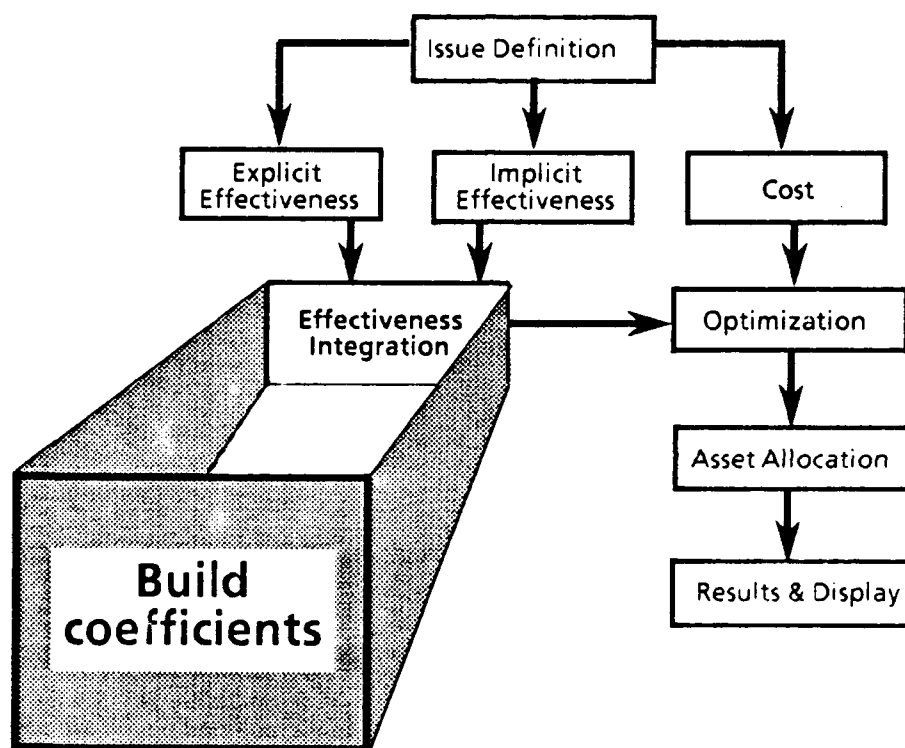 Issue Definition
Explicit
Effectiveness
Implicit
Effectiveness
Cost
Effectiveness
Integration
Optimization
Asset Allocation
Results & Display
Build
coefficients